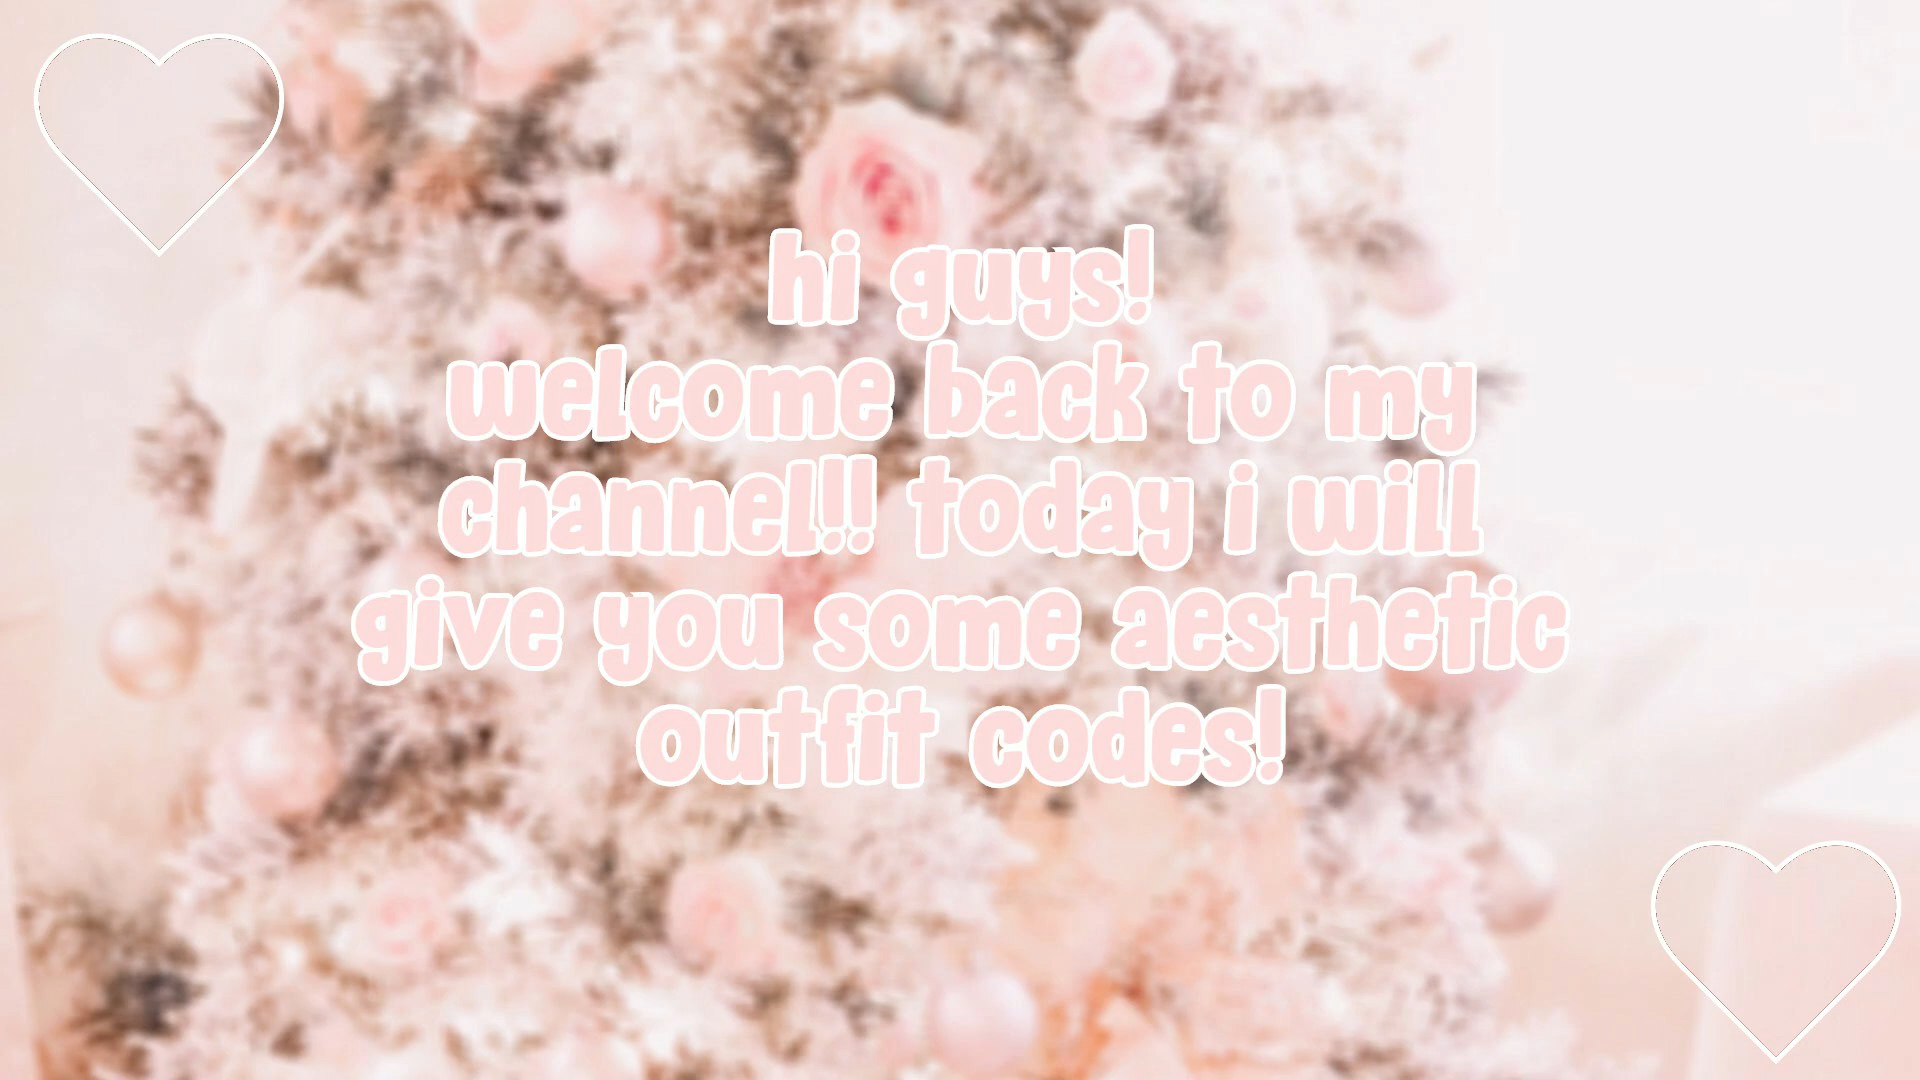 hi guys!
welcome back to my
channel!! today i will
give you some aesthetic
outfit codes!